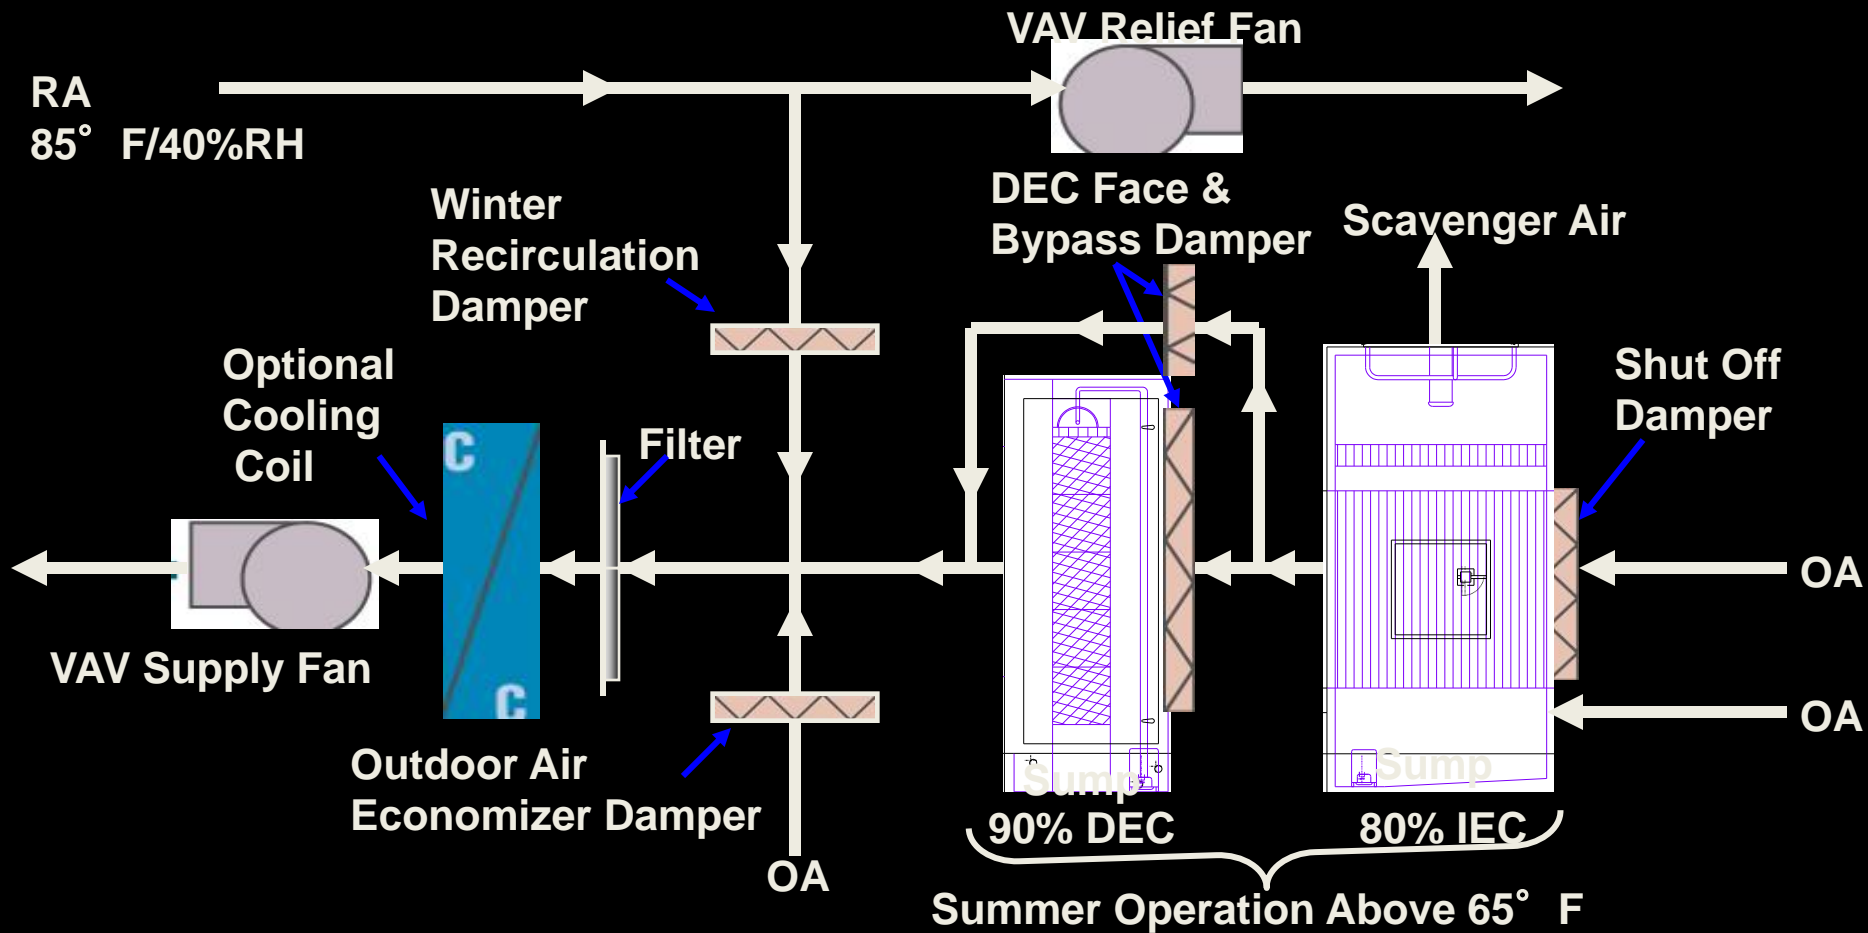 VAV Relief Fan
RA
85° F/40%RH
DEC Face &
Bypass Damper
Scavenger Air
Winter
Recirculation
Damper
Optional
Cooling
Coil
Filter
Shut Off
Damper
C
C
OA
OA
VAV Supply Fan
Outdoor Air
Economizer Damper
OA
Sump
Sump
90% DEC
80% IEC
Summer Operation Above 65° F